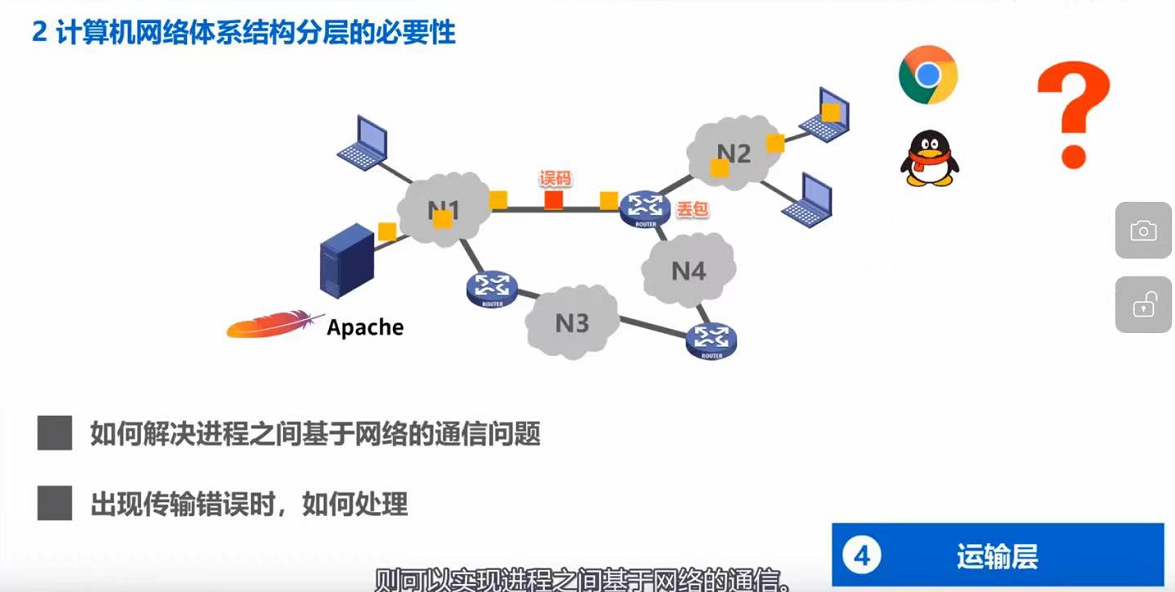 2 计算机网络体系结构分层的必要性
N2
误码
N1
丢包
ROUTER
N4
ROUTER
N3
Apache
ROUTER
如何解决进程之间基于网络的通信问题
出现传输错误时，如何处理
4 运输层
则可以实现进程之间基于网络的通信。